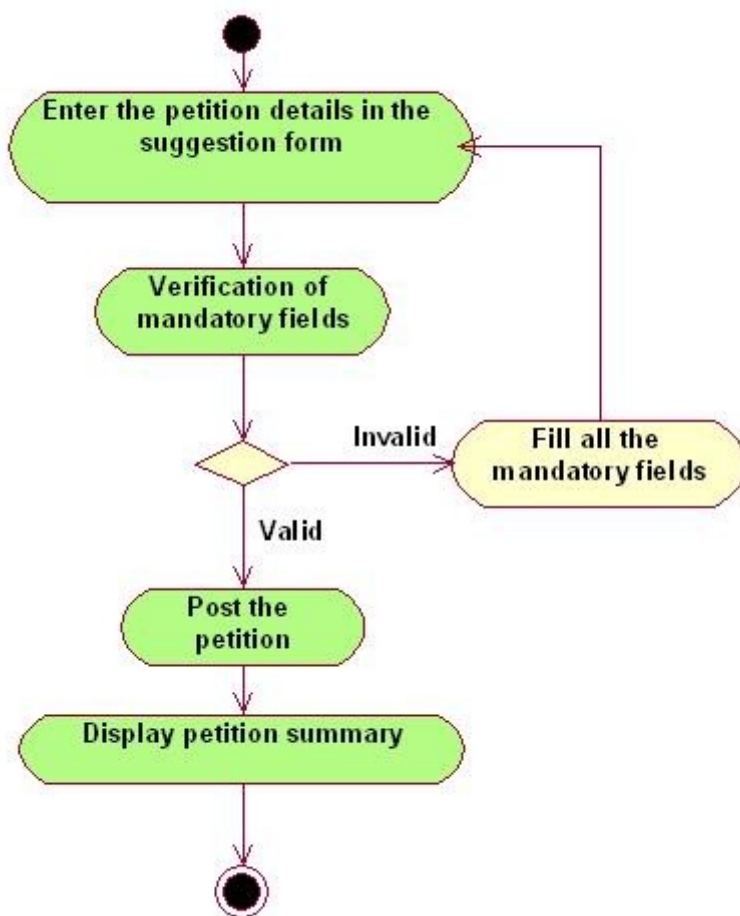 Enter the petition details in the
suggestion form
Verification of
mandatory fields
Invalid
Fill all the
mandatory fields
Valid
Post the
petition
Display petition summary